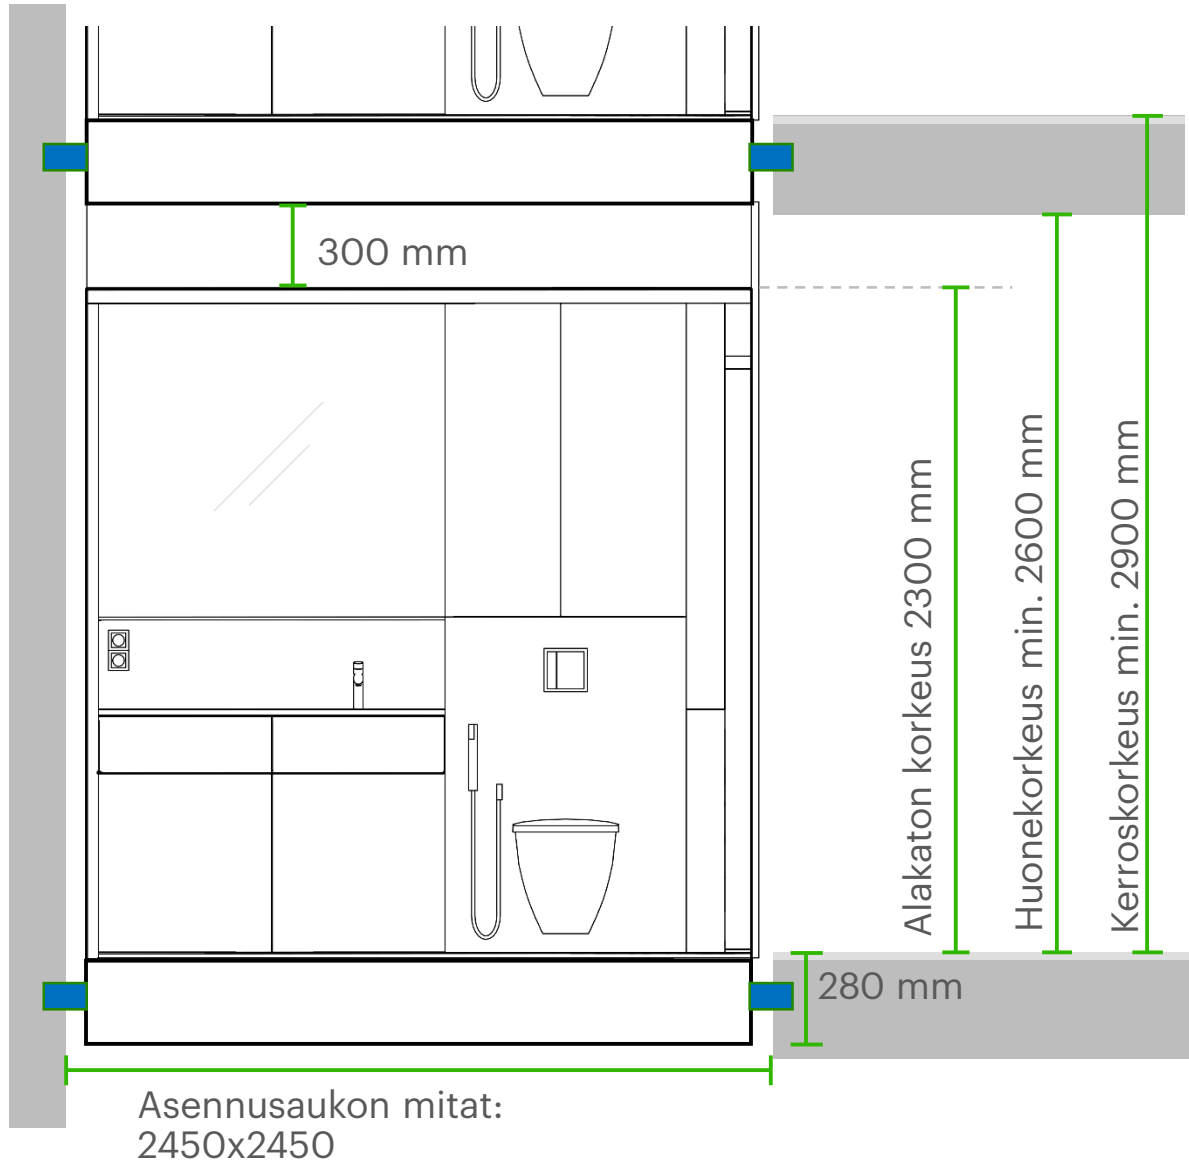 300 mm
Alakaton korkeus 2300 mm
Huonekorkeus min. 2600 mm
Kerroskorkeus min. 2900 mm
280 mm
Asennusaukon mitat:
2450x2450